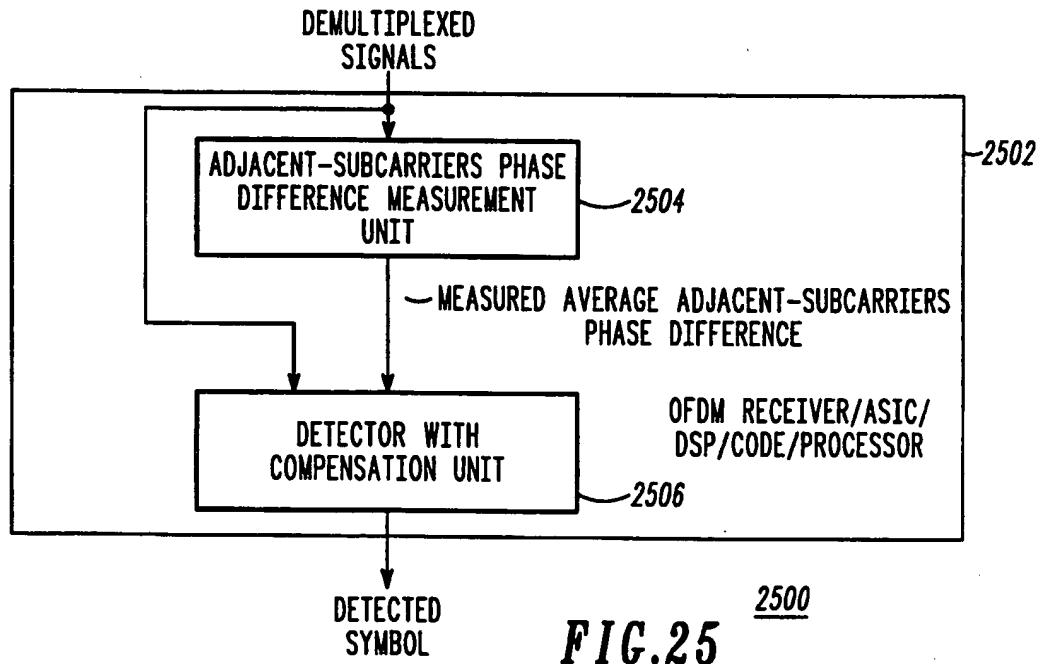 DEMULTIPLEXED
SIGNALS
2502
ADJACENT-SUBCARRIERS PHASE
DIFFERENCE MEASUREMENT
UNIT
2504
MEASURED AVERAGE ADJACENT-SUBCARRIERS
PHASE DIFFERENCE
OFDM RECEIVER/ASIC/
DSP/CODE/PROCESSOR
DETECTOR WITH
COMPENSATION UNIT
2506
DETECTED
SYMBOL
2500
FIG.25